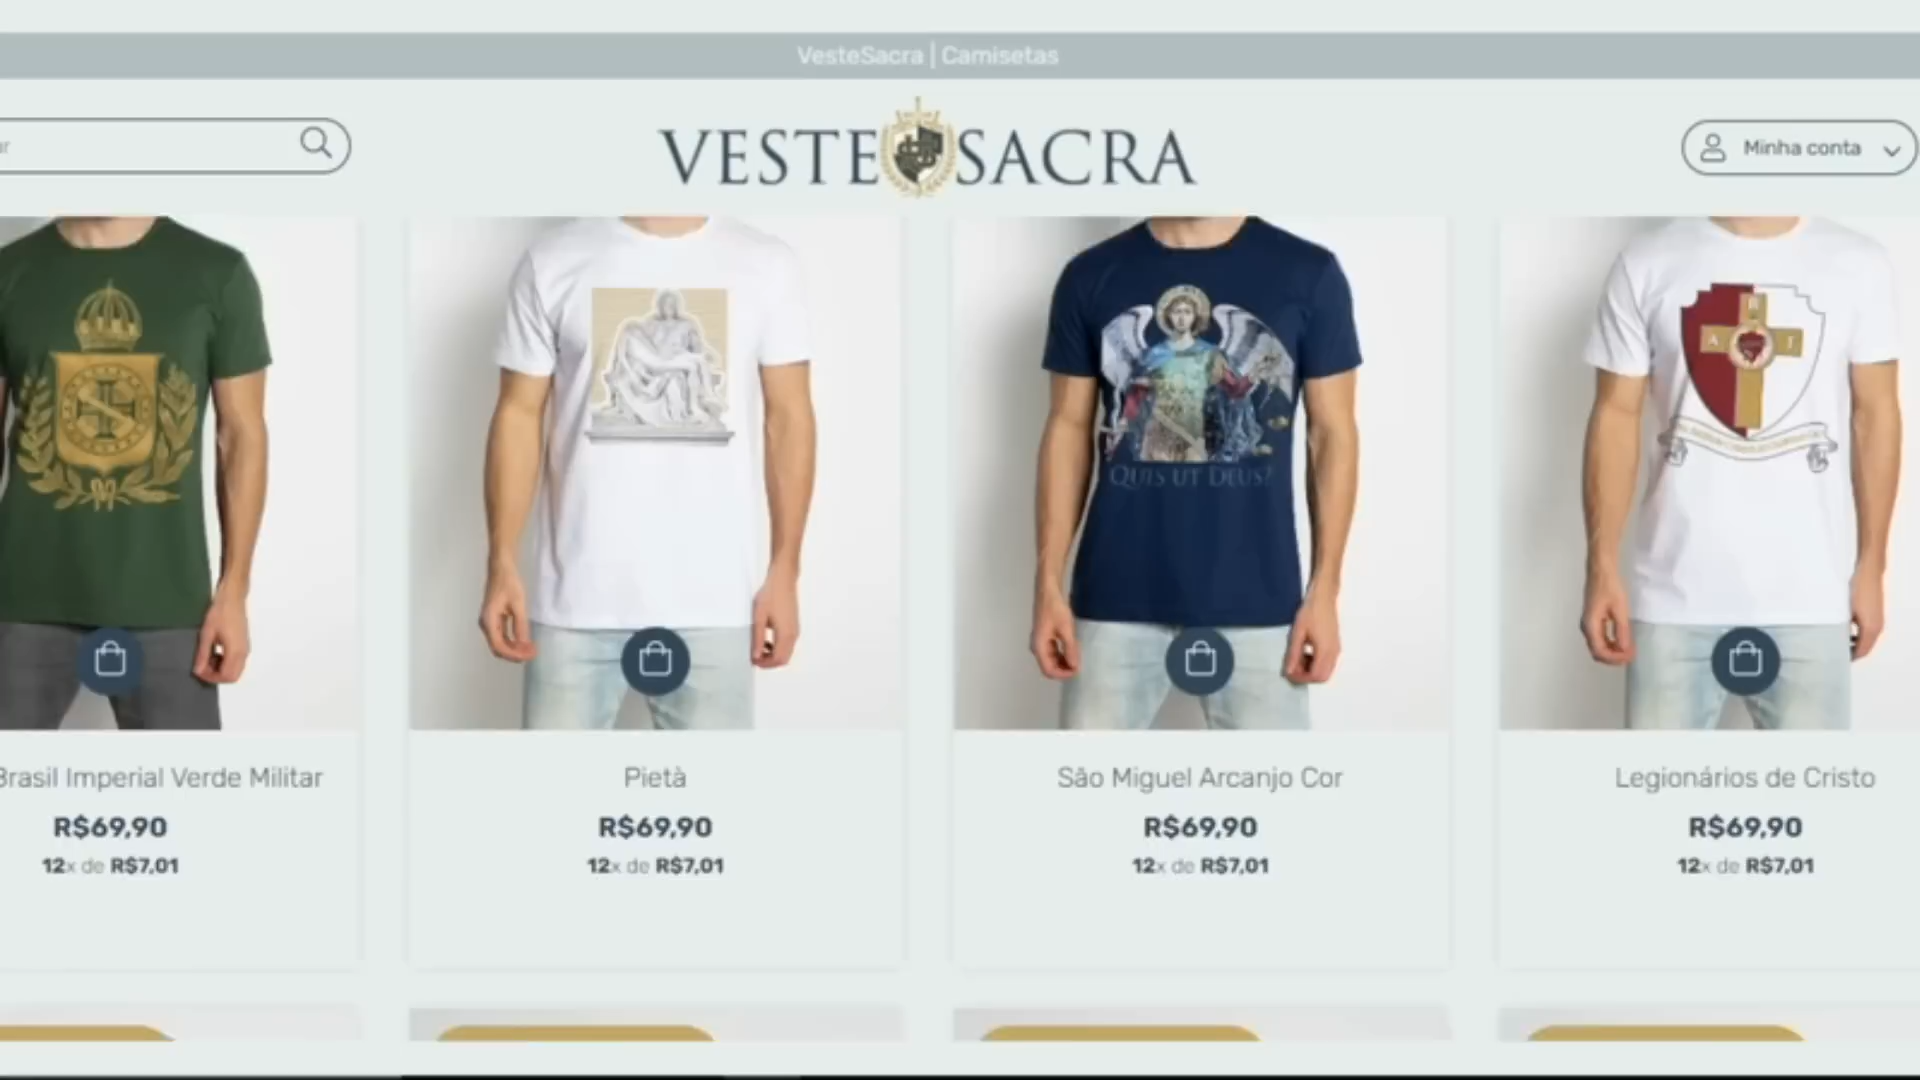 VesteSacra | Camisetas
VESTE SACRA
Minha conta
QUIS UT DEUS?
B
A
Brasil Imperial Verde Militar
Pietà
São Miguel Arcanjo Cor
Legionários de Cristo
R$69,90
R$69,90
R$69,90
R$69,90
12x de R$7,01
12x de R$7,01
12x de R$7,01
12x de R$7,01